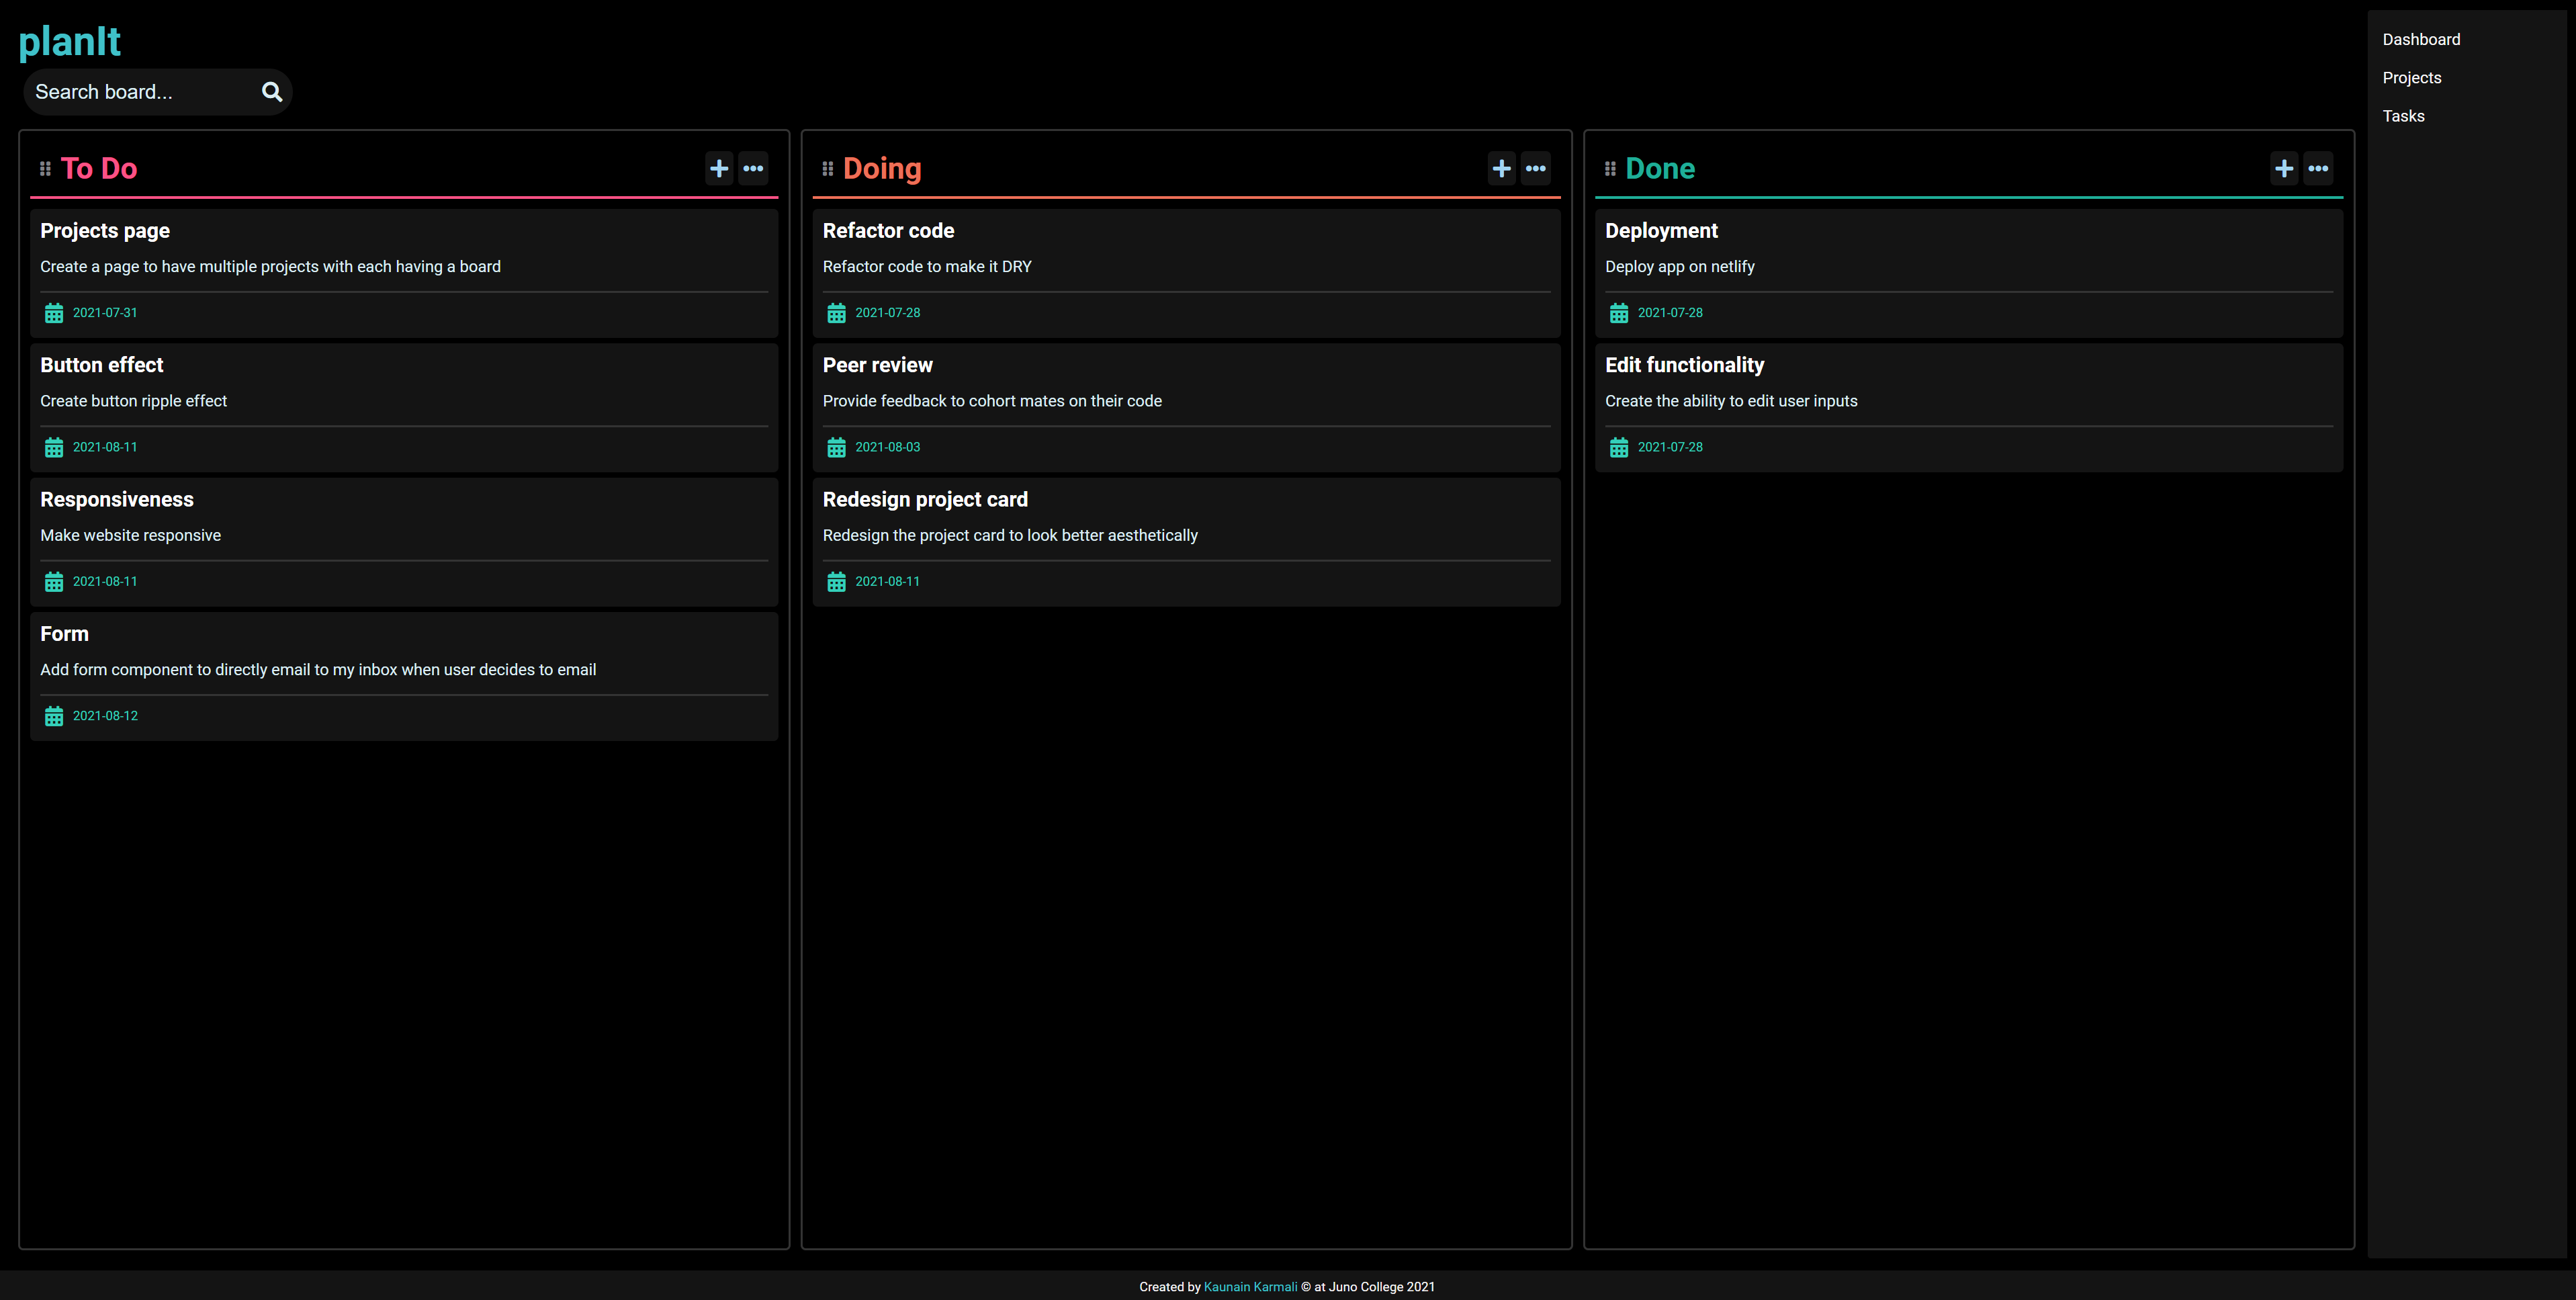 planIt
Search board...
To Do
Projects page
Create a page to have multiple projects with each having a board
2021-07-31
Button effect
Create button ripple effect
2021-08-11
Responsiveness
Make website responsive
2021-08-11
Form
Add form component to directly email to my inbox when user decides to email
2021-08-12
Doing
Refactor code
Refactor code to make it DRY
2021-07-28
Peer review
Provide feedback to cohort mates on their code
2021-08-03
Redesign project card
Redesign the project card to look better aesthetically
2021-08-11
Done
Deployment
Deploy app on netlify
2021-07-28
Edit functionality
Create the ability to edit user inputs
2021-07-28
Dashboard
Projects
Tasks
Created by Kaunain Karmali © at Juno College 2021